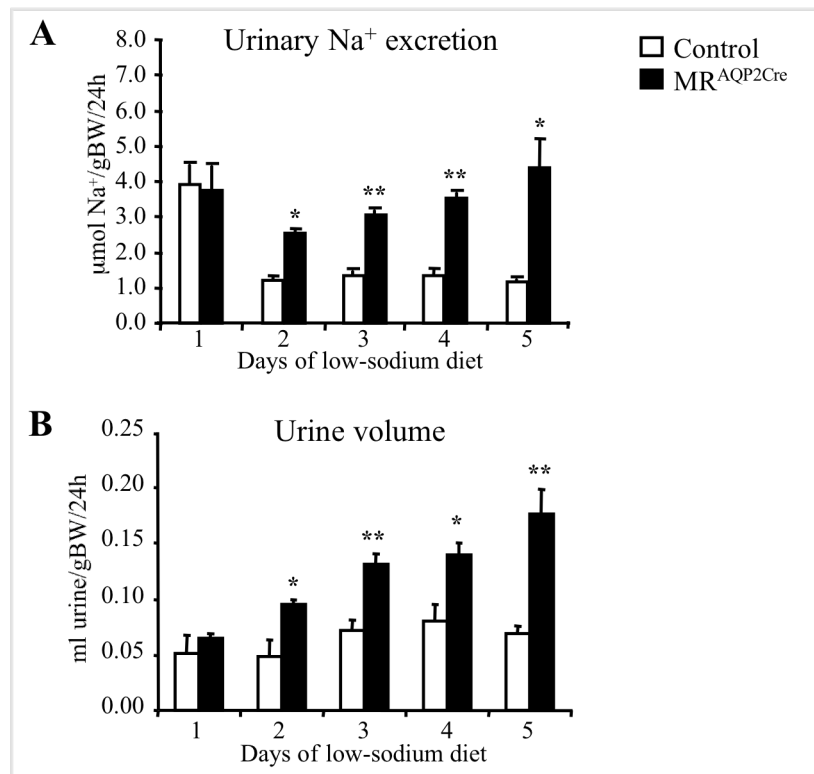 A
Urinary Na⁺ excretion
Control
MR^AQP2Cre
µmol Na⁺/gBW/24h
8.0
7.0
6.0
5.0
4.0
3.0
2.0
1.0
0.0
* ** ** *
1 2 3 4 5
Days of low-sodium diet
B
Urine volume
ml urine/gBW/24h
0.25
0.20
0.15
0.10
0.05
0.00
* ** * **
1 2 3 4 5
Days of low-sodium diet